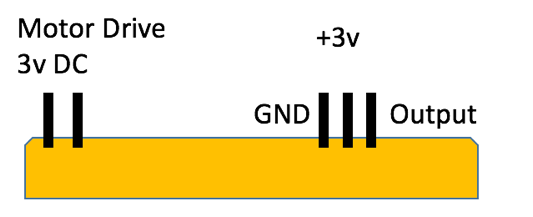 Motor Drive
3v DC
+3v
GND
Output